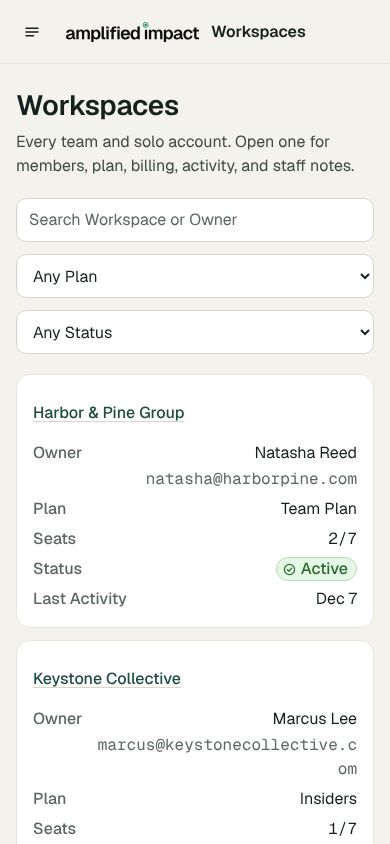 amplified impact Workspaces
Workspaces
Every team and solo account. Open one for
members, plan, billing, activity, and staff notes.
Search Workspace or Owner
Any Plan
Any Status
Harbor & Pine Group
Owner Natasha Reed
natasha@harborpine.com
Plan Team Plan
Seats 2/7
Status Active
Last Activity Dec 7
Keystone Collective
Owner Marcus Lee
marcus@keystonecollective.c
om
Plan Insiders
Seats 1/7